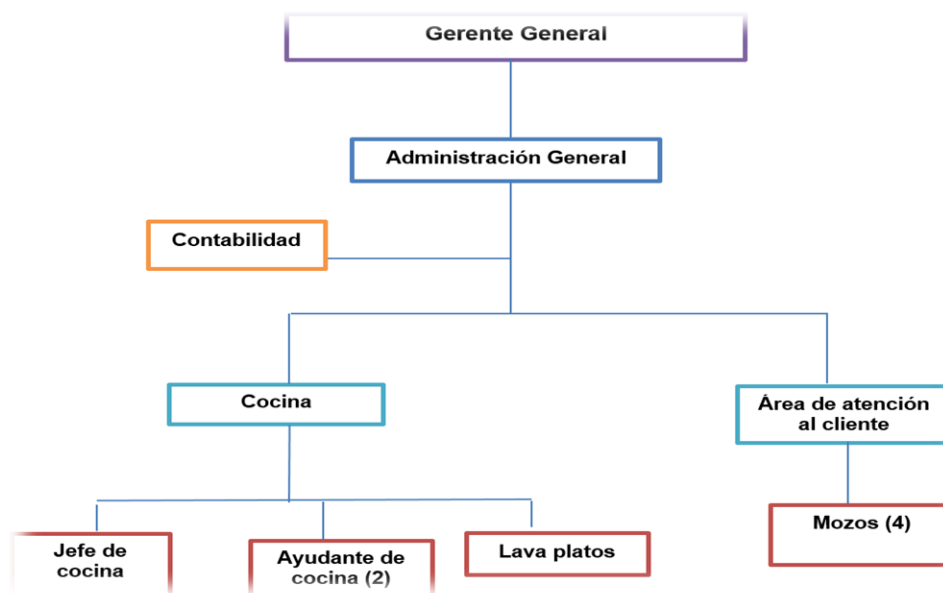 Gerente General
Administración General
Contabilidad
Cocina
Área de atención
al cliente
Jefe de
cocina
Ayudante de
cocina (2)
Lava platos
Mozos (4)